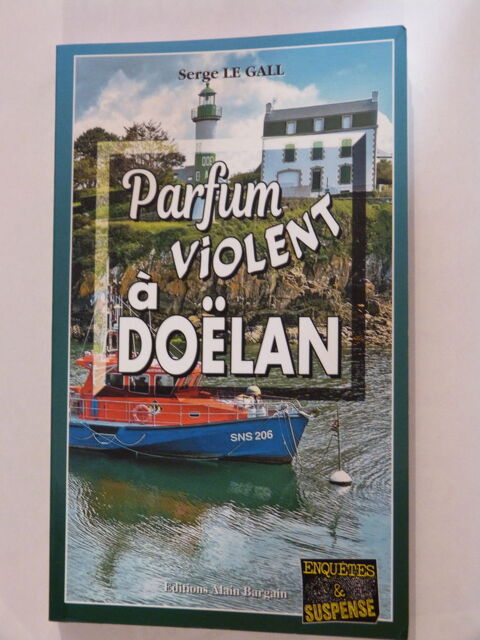 Serge LE GALL
Parfum
VIOLENT
à
DOËLAN
SNS 206
Editions Alain Bargain
ENQUÊTES
&
SUSPENSE